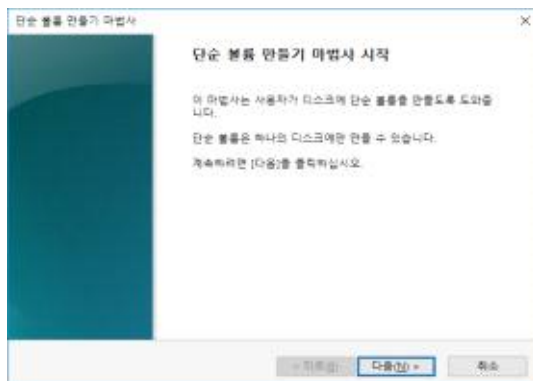 단순 볼륨 만들기 마법사
단순 볼륨 만들기 마법사 시작
이 마법사는 사용자가 디스크에 단순 볼륨을 만들도록 도와줍
니다.
단순 볼륨은 하나의 디스크에만 만들 수 있습니다.
계속하려면 [다음]을 클릭하십시오.
< 뒤로(B)
다음(N) >
취소